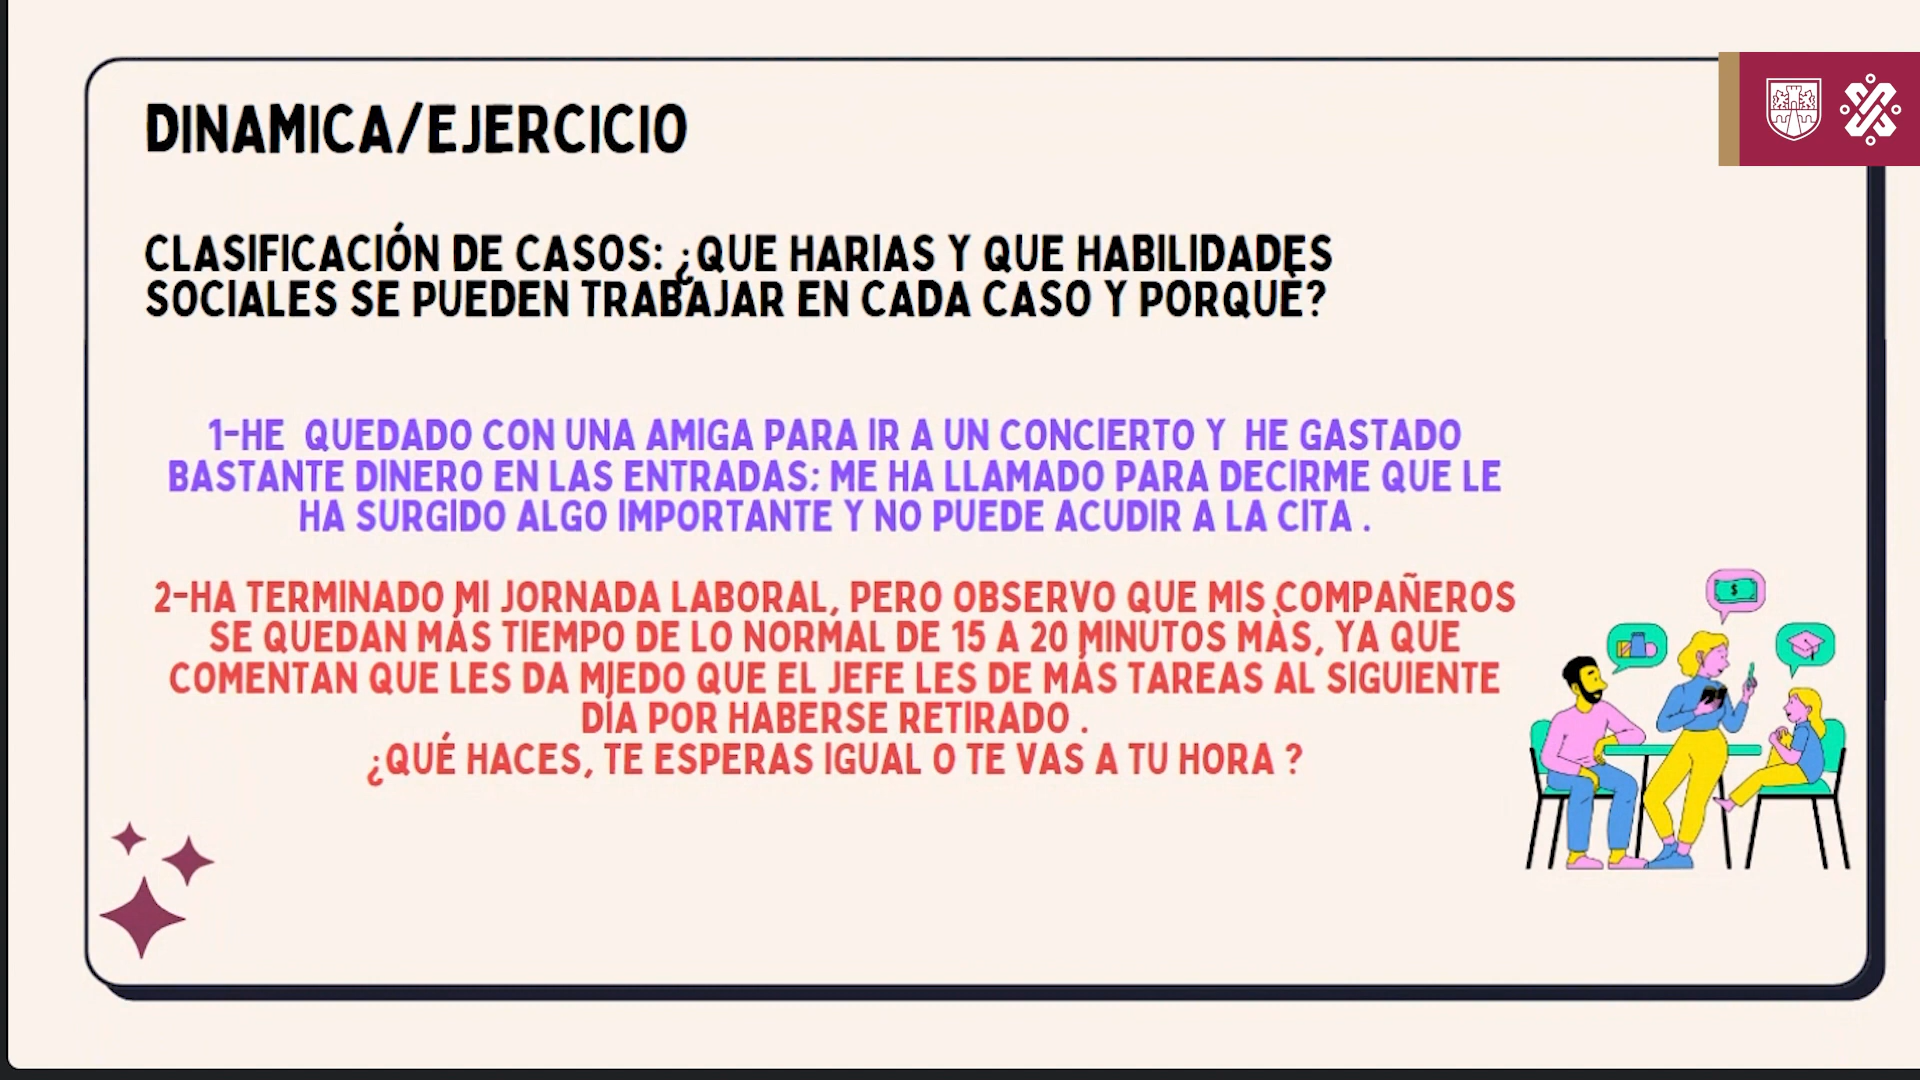 DINAMICA/EJERCICIO
CLASIFICACIÓN DE CASOS: ¿QUE HARIAS Y QUE HABILIDADES
SOCIALES SE PUEDEN TRABAJAR EN CADA CASO Y PORQUÈ?
1-HE QUEDADO CON UNA AMIGA PARA IR A UN CONCIERTO Y HE GASTADO
BASTANTE DINERO EN LAS ENTRADAS; ME HA LLAMADO PARA DECIRME QUE LE
HA SURGIDO ALGO IMPORTANTE Y NO PUEDE ACUDIR A LA CITA .
2-HA TERMINADO MI JORNADA LABORAL, PERO OBSERVO QUE MIS COMPAÑEROS
SE QUEDAN MÁS TIEMPO DE LO NORMAL DE 15 A 20 MINUTOS MÀS, YA QUE
COMENTAN QUE LES DA MIEDO QUE EL JEFE LES DE MÁS TAREAS AL SIGUIENTE
DÍA POR HABERSE RETIRADO .
¿QUÉ HACES, TE ESPERAS IGUAL O TE VAS A TU HORA ?
$